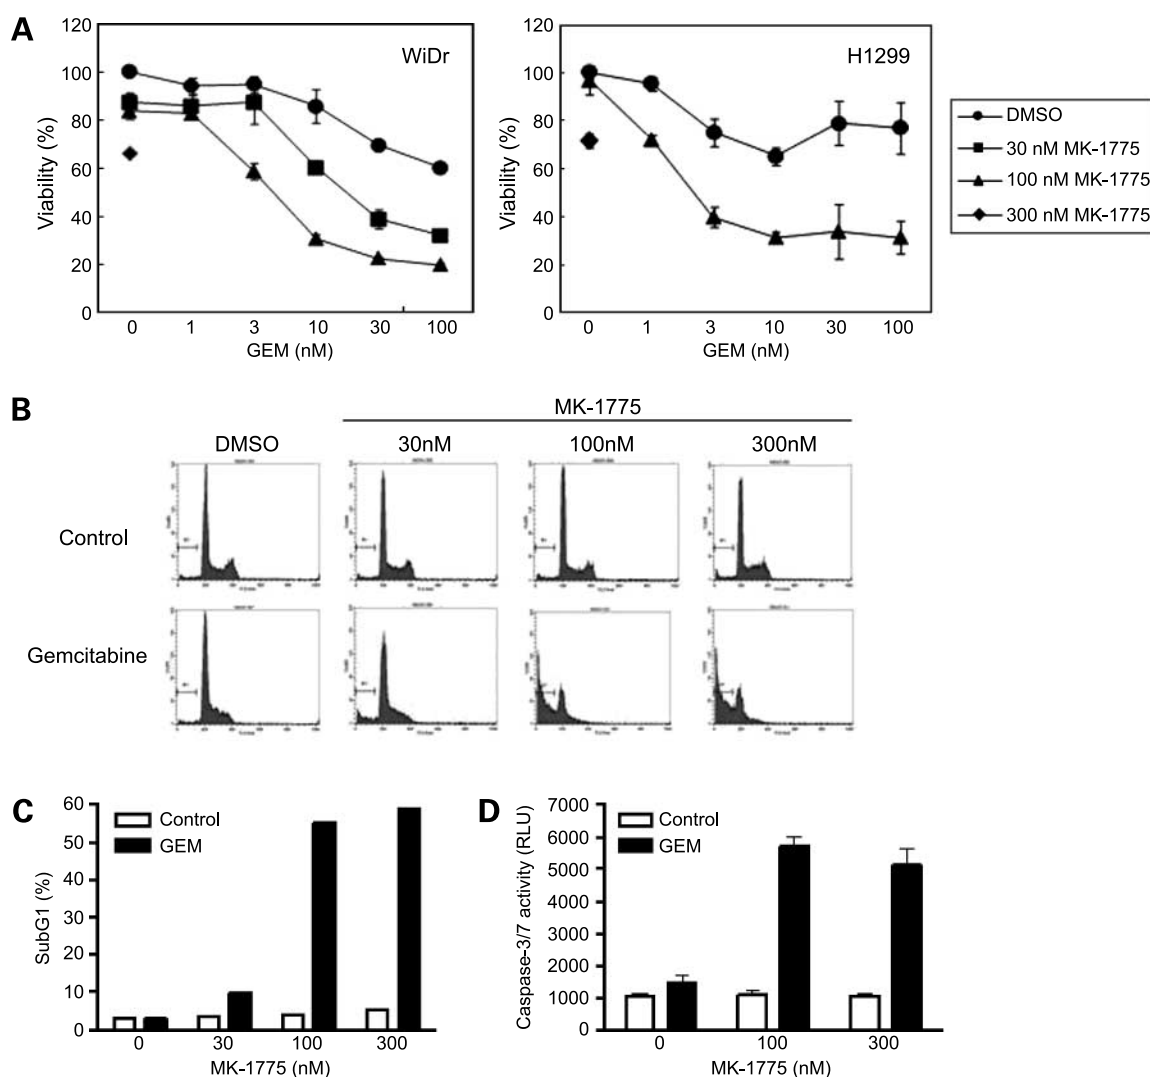 A
WiDr
Viability (%)
120
100
80
60
40
20
0
0 1 3 10 30 100
GEM (nM)
H1299
Viability (%)
120
100
80
60
40
20
0
0 1 3 10 30 100
GEM (nM)
DMSO
30 nM MK-1775
100 nM MK-1775
300 nM MK-1775
B
MK-1775
DMSO 30nM 100nM 300nM
Control
Gemcitabine
C
Control
GEM
SubG1 (%)
60
50
40
30
20
10
0
0 30 100 300
MK-1775 (nM)
D
Control
GEM
Caspase-3/7 activity (RLU)
7000
6000
5000
4000
3000
2000
1000
0
0 100 300
MK-1775 (nM)